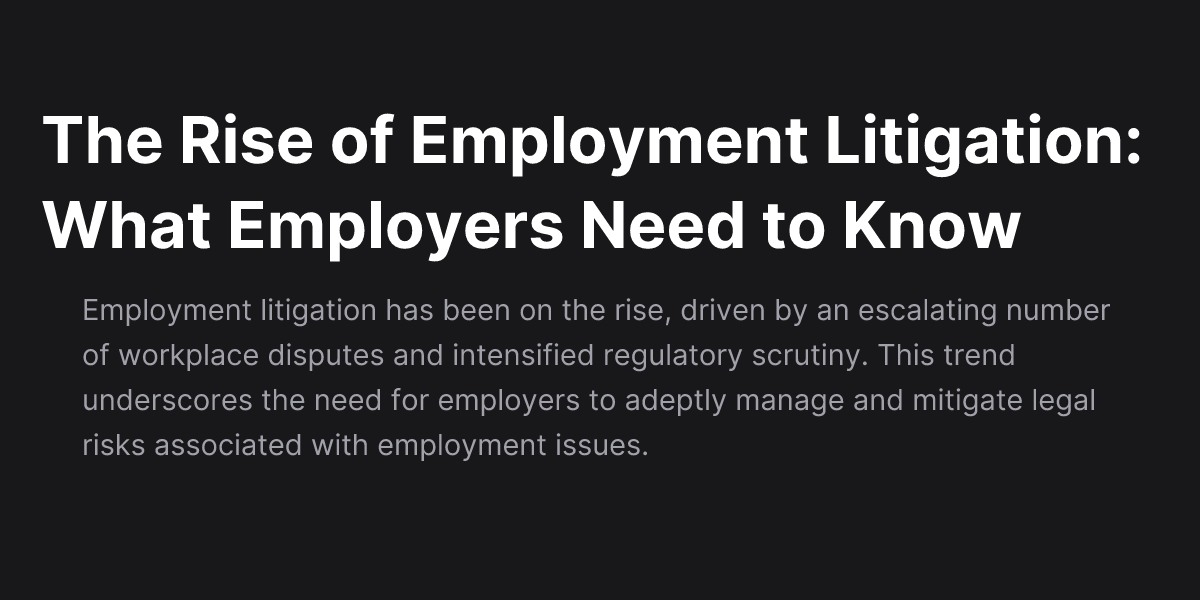 The Rise of Employment Litigation:
What Employers Need to Know
Employment litigation has been on the rise, driven by an escalating number
of workplace disputes and intensified regulatory scrutiny. This trend
underscores the need for employers to adeptly manage and mitigate legal
risks associated with employment issues.